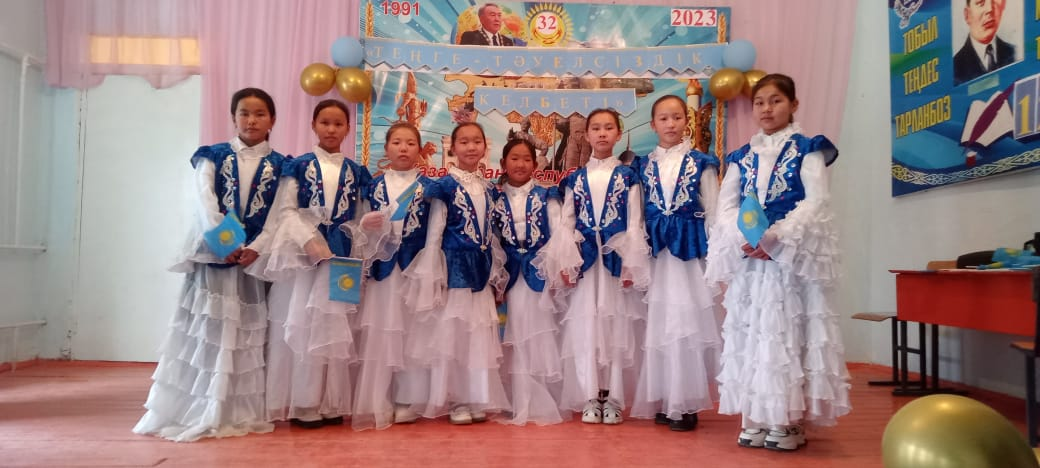 1991
32
2023
«ТЕҢГЕ - ТӘУЕЛСІЗДІК
КЕЛБЕТІ»
ТОБЫЛ
ТЕҢДЕС
ТАРЛАНБОЗ